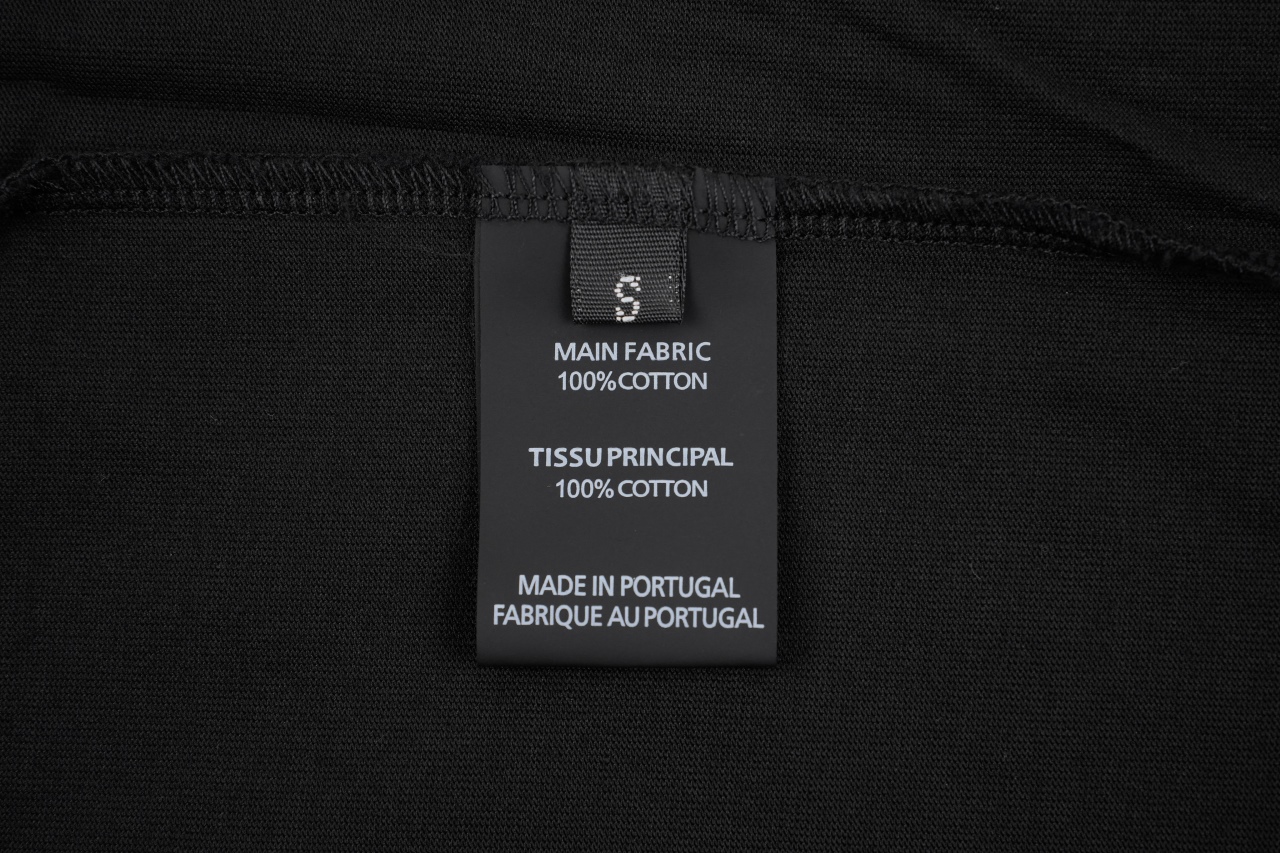 S
MAIN FABRIC
100% COTTON
TISSU PRINCIPAL
100% COTTON
MADE IN PORTUGAL
FABRIQUE AU PORTUGAL